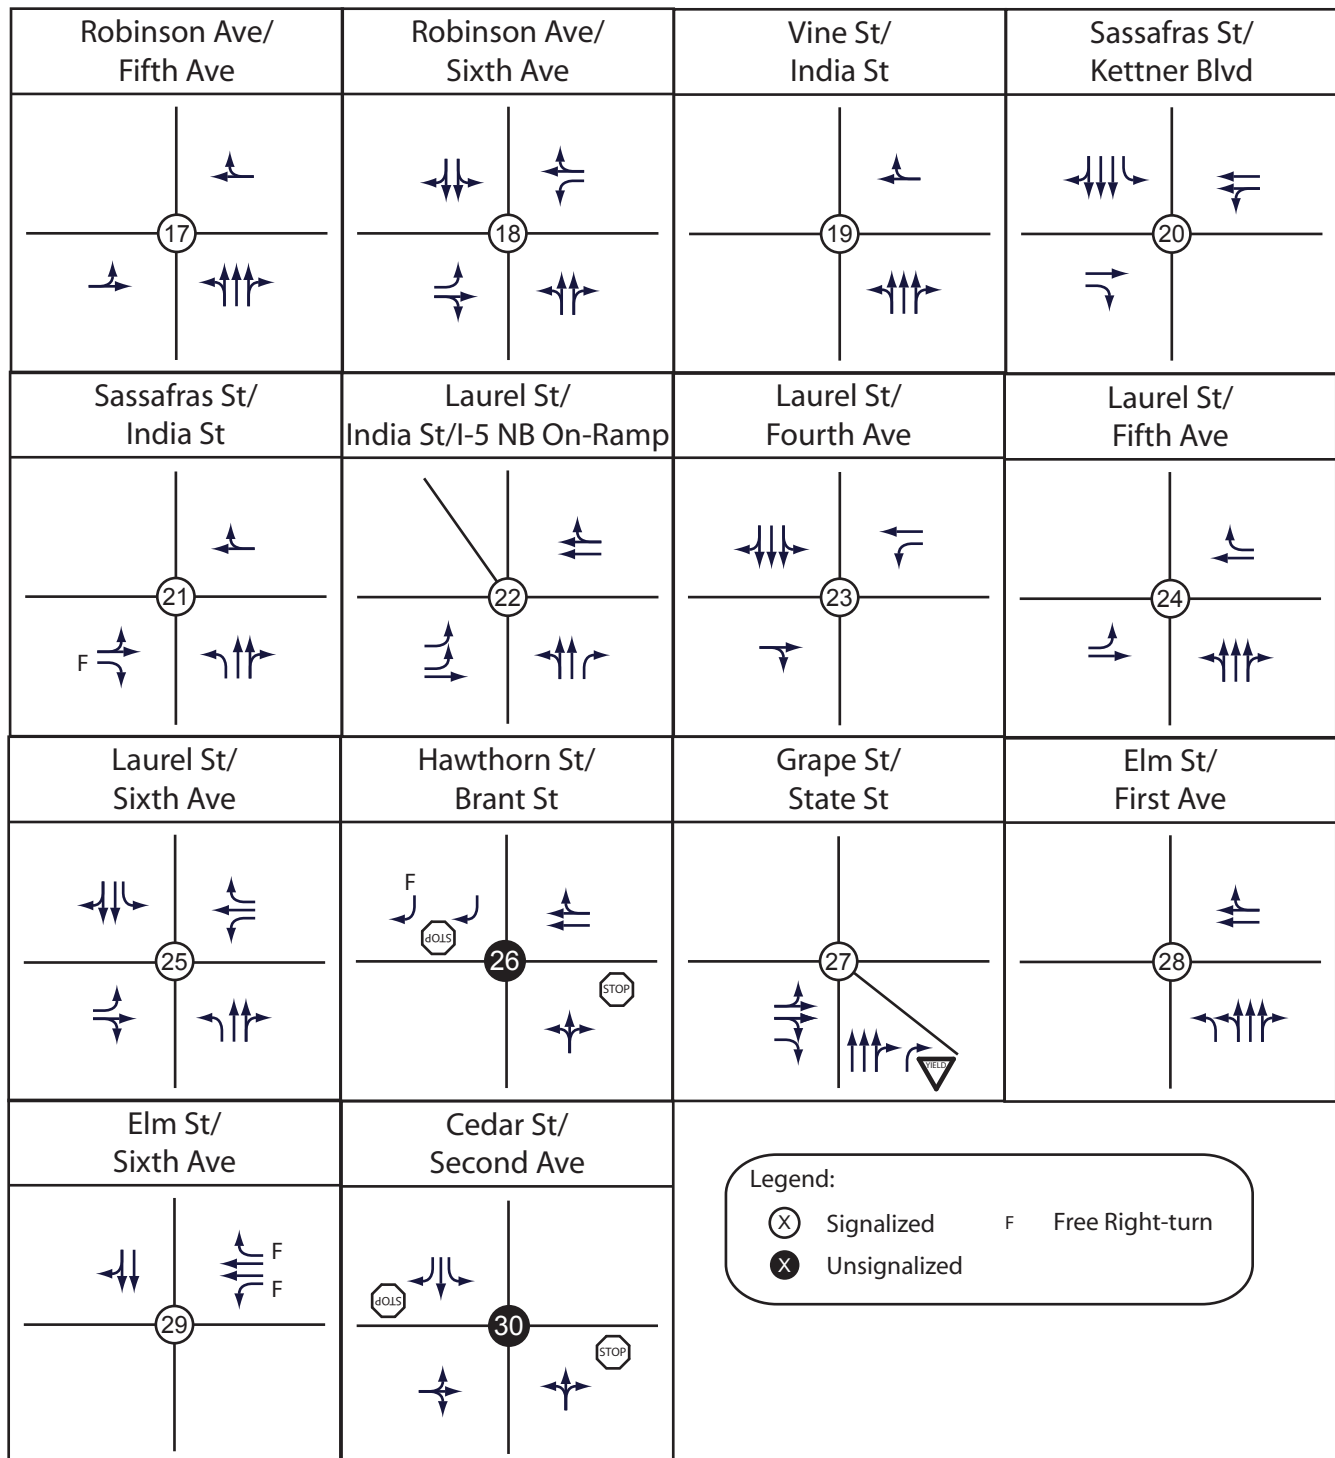 Robinson Ave/
Fifth Ave
Robinson Ave/
Sixth Ave
Vine St/
India St
Sassafras St/
Kettner Blvd
17
18
19
20
Sassafras St/
India St
Laurel St/
India St/I-5 NB On-Ramp
Laurel St/
Fourth Ave
Laurel St/
Fifth Ave
21
F
22
23
24
Laurel St/
Sixth Ave
Hawthorn St/
Brant St
Grape St/
State St
Elm St/
First Ave
25
F
STOP
26
STOP
27
YIELD
28
Elm St/
Sixth Ave
Cedar St/
Second Ave
F
F
29
STOP
30
STOP
Legend:
X Signalized
F Free Right-turn
X Unsignalized